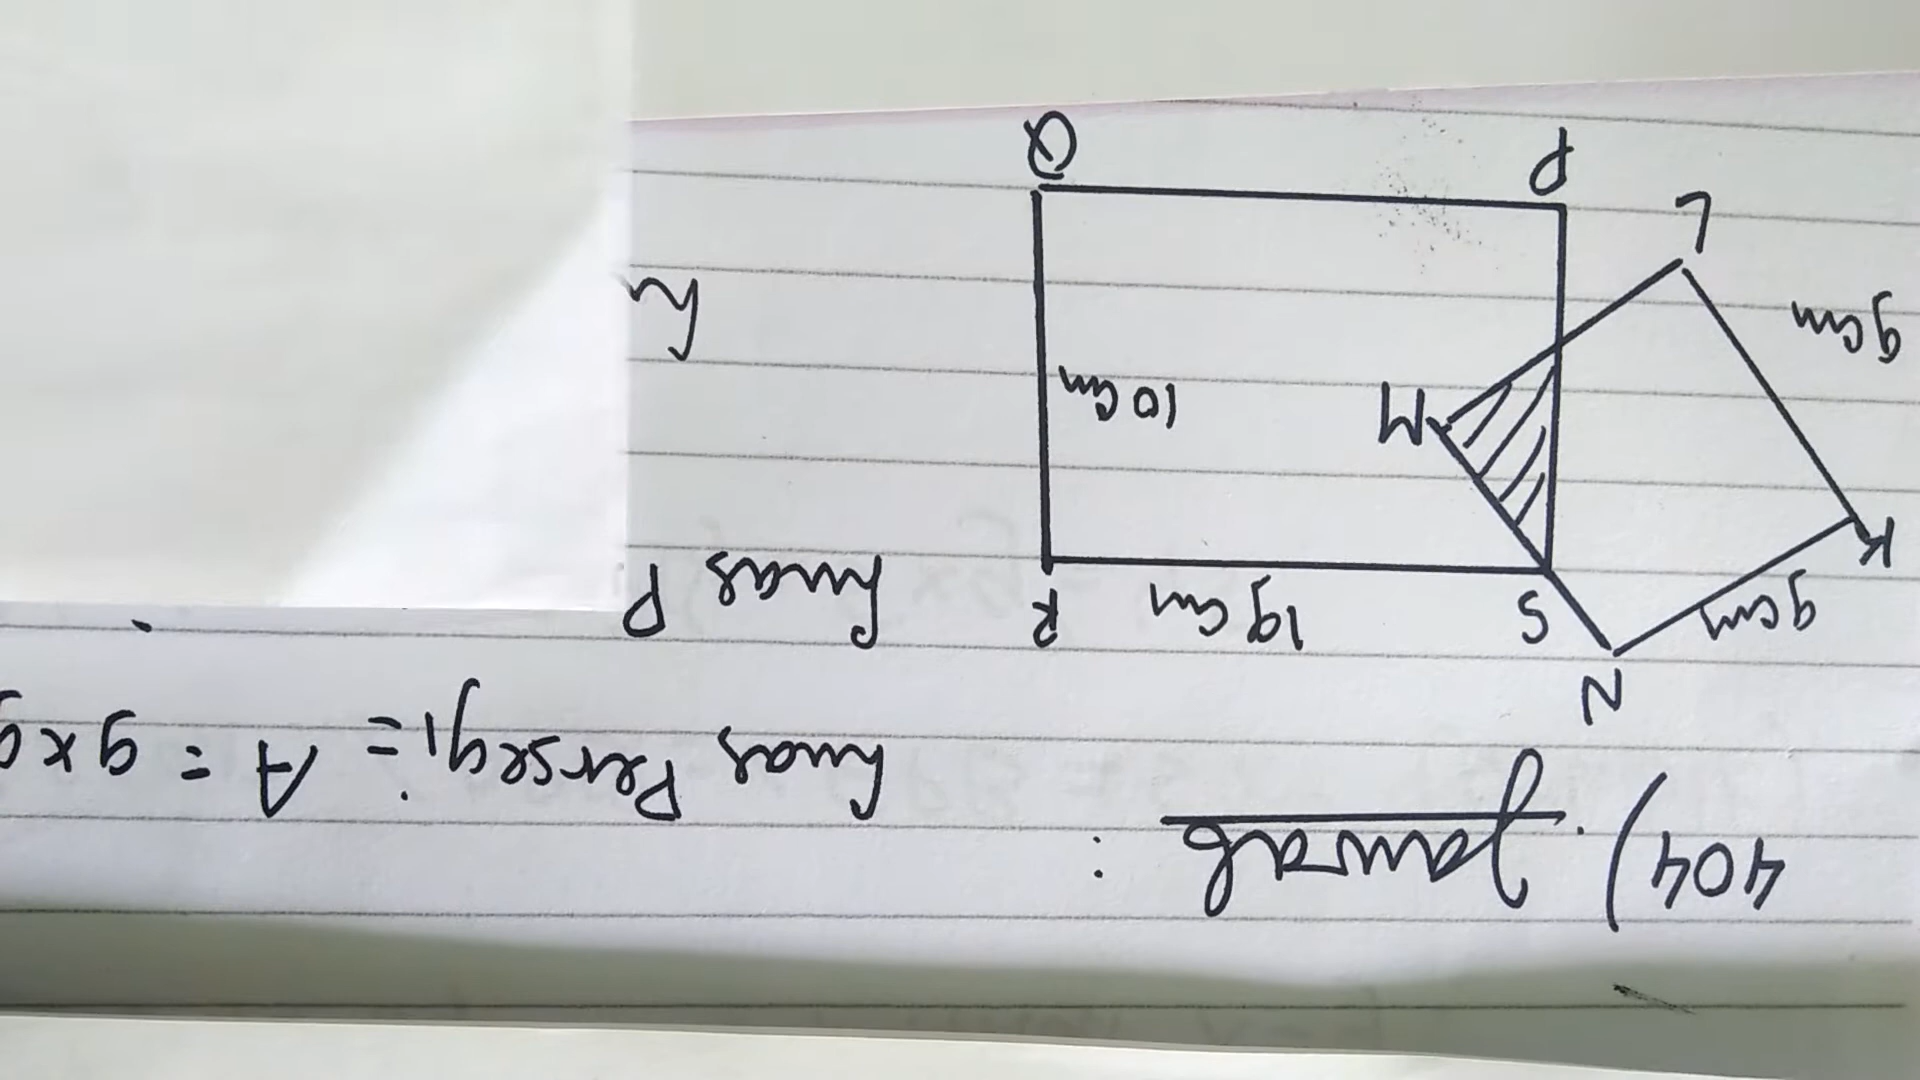 404). Jawab :
Luas Persegi = A = 9 x 9
N
S
19 cm
R
Luas P
9 cm
K
M
10 cm
9 cm
L
P
Q